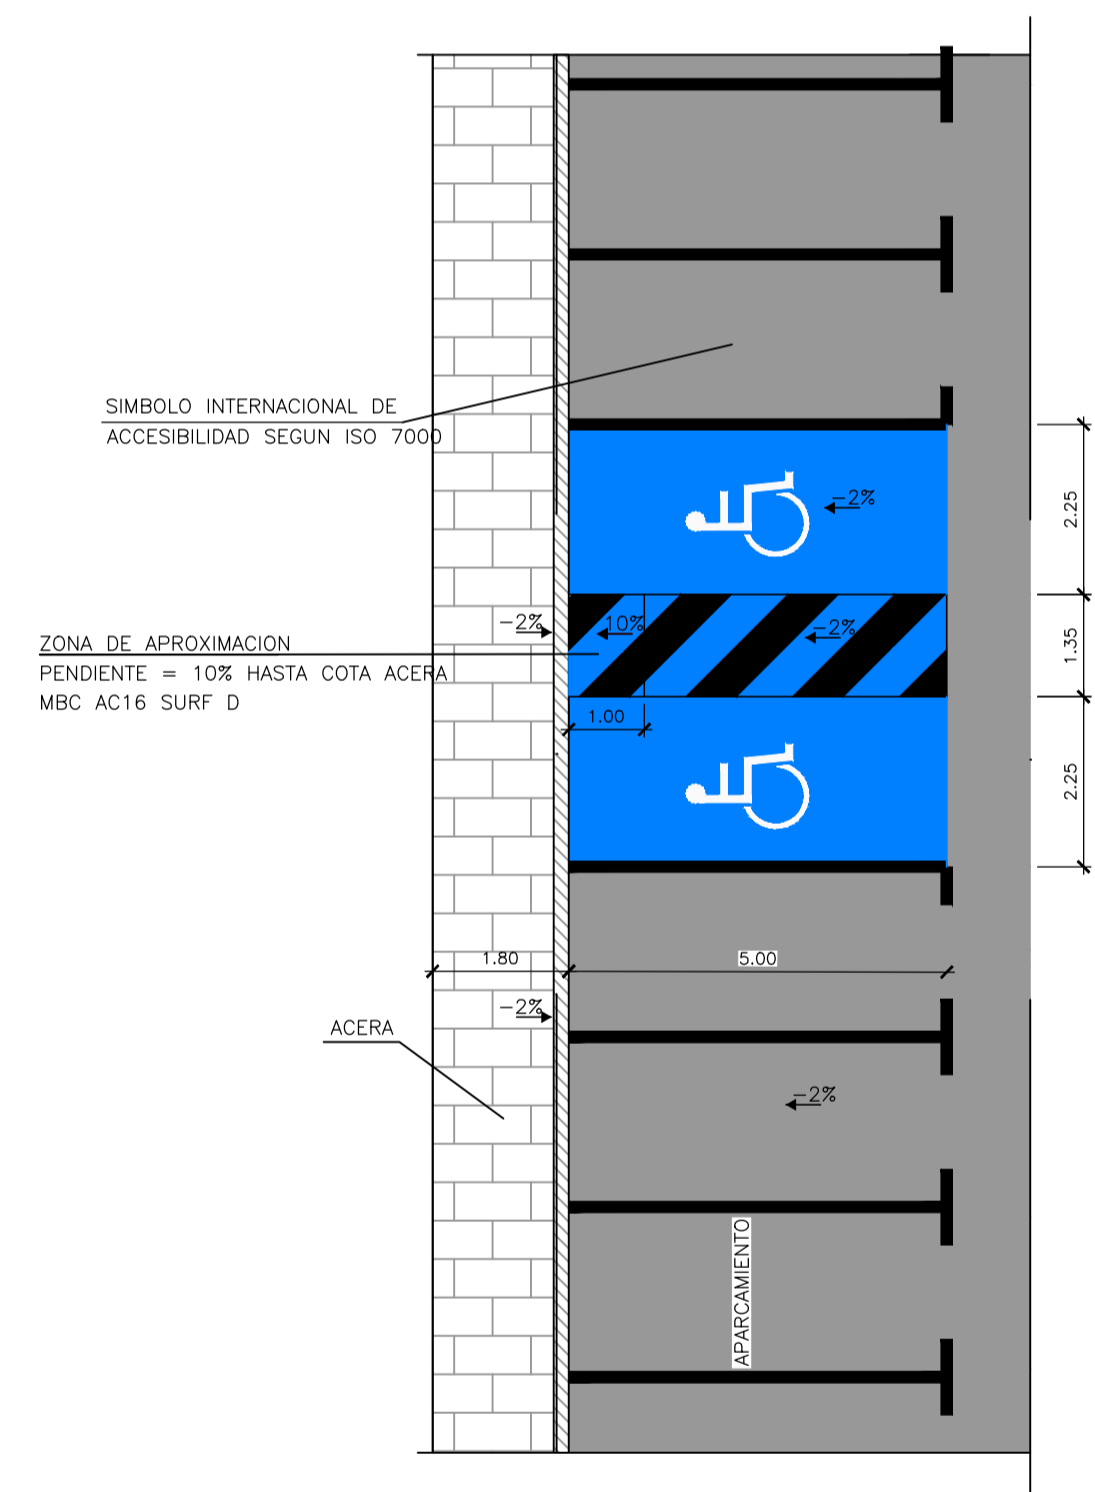 SIMBOLO INTERNACIONAL DE
ACCESIBILIDAD SEGUN ISO 7000
-2%
2.25
-2%
10%
-2%
ZONA DE APROXIMACION
PENDIENTE = 10% HASTA COTA ACERA
MBC AC16 SURF D
1.35
1.00
2.25
1.80
5.00
-2%
ACERA
-2%
APARCAMIENTO